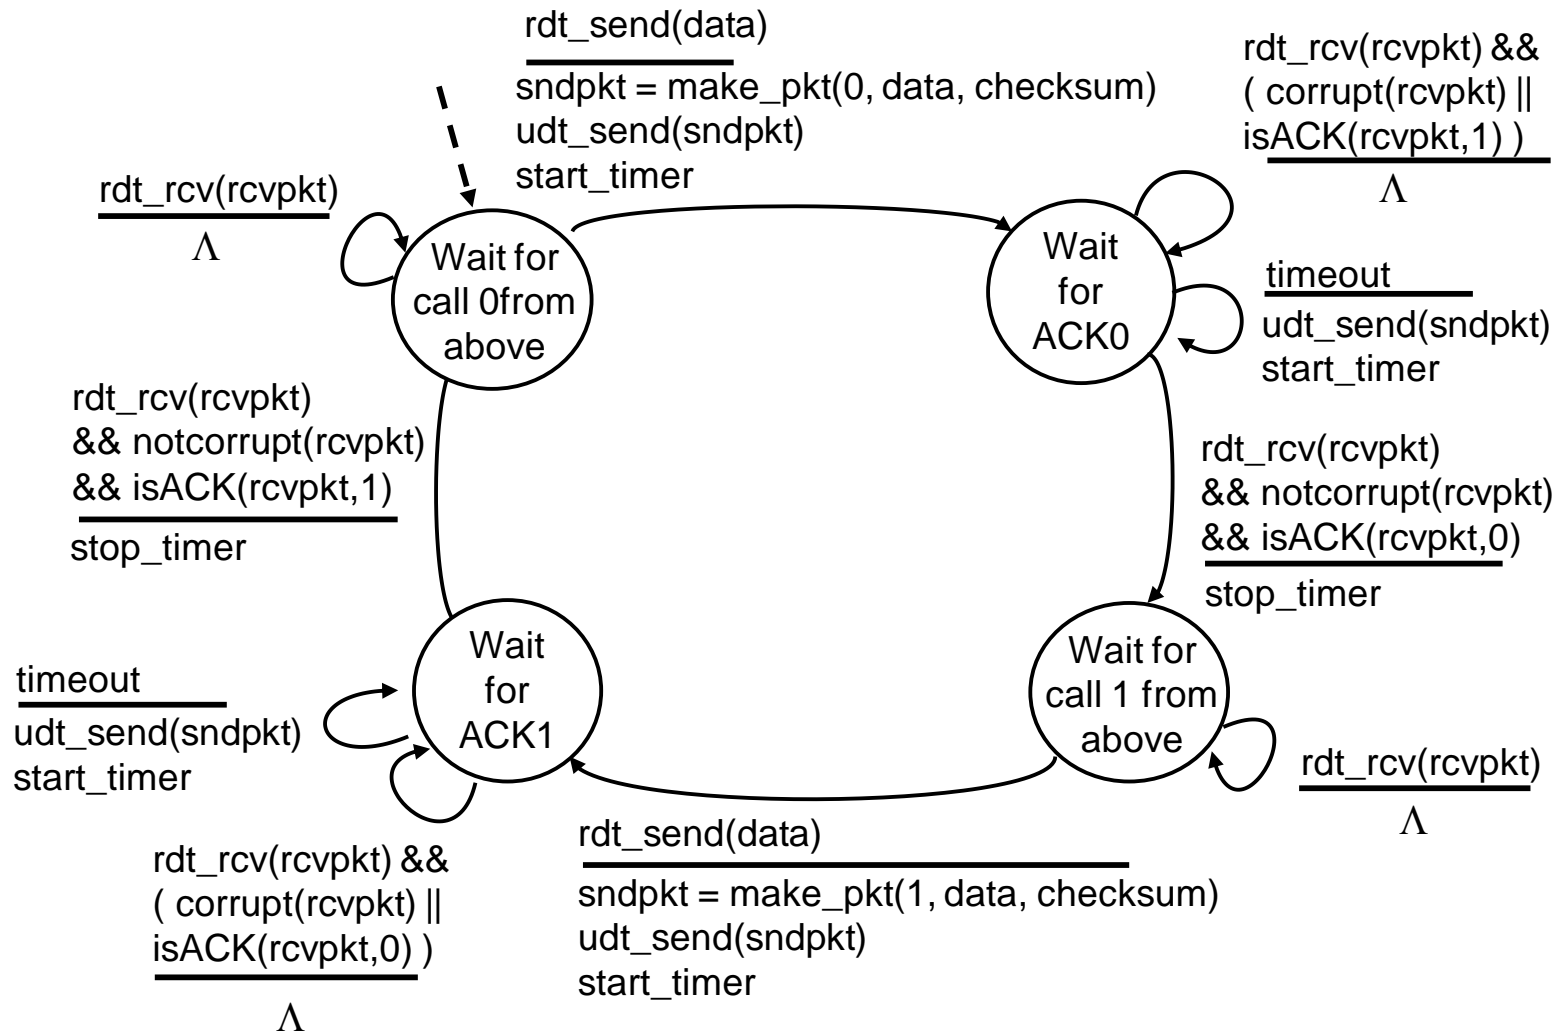 rdt_send(data)
sndpkt = make_pkt(0, data, checksum)
udt_send(sndpkt)
start_timer
rdt_rcv(rcvpkt) &&
( corrupt(rcvpkt) ||
isACK(rcvpkt,1) )
Λ
rdt_rcv(rcvpkt)
Λ
Wait for
call 0from
above
Wait
for
ACK0
timeout
udt_send(sndpkt)
start_timer
rdt_rcv(rcvpkt)
&& notcorrupt(rcvpkt)
&& isACK(rcvpkt,1)
stop_timer
rdt_rcv(rcvpkt)
&& notcorrupt(rcvpkt)
&& isACK(rcvpkt,0)
stop_timer
Wait
for
ACK1
Wait for
call 1 from
above
timeout
udt_send(sndpkt)
start_timer
rdt_rcv(rcvpkt)
Λ
rdt_rcv(rcvpkt) &&
( corrupt(rcvpkt) ||
isACK(rcvpkt,0) )
Λ
rdt_send(data)
sndpkt = make_pkt(1, data, checksum)
udt_send(sndpkt)
start_timer